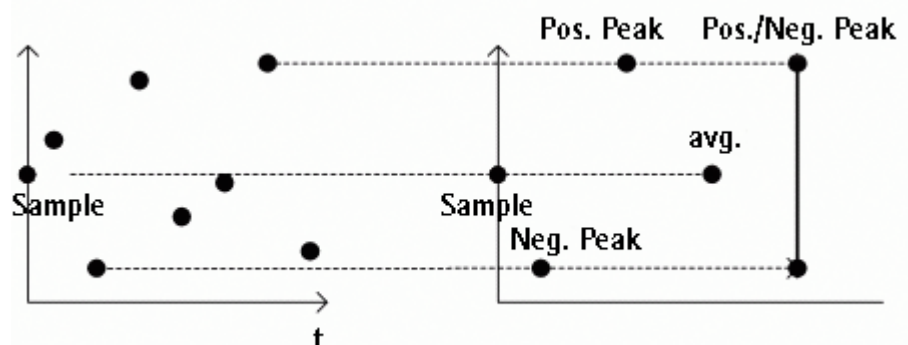 Pos. Peak Pos./Neg. Peak
avg.
Sample Sample
Neg. Peak
t